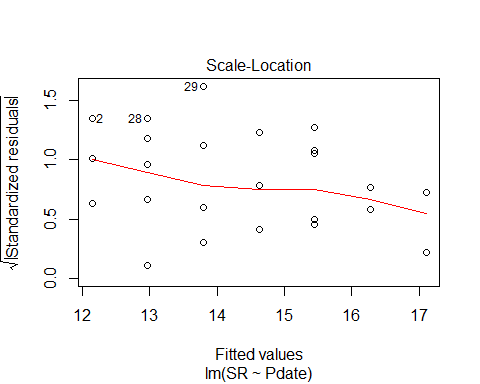 Scale-Location
√|Standardized residuals|
0.0 0.5 1.0 1.5
29
2 28
12 13 14 15 16 17
Fitted values
lm(SR ~ Pdate)